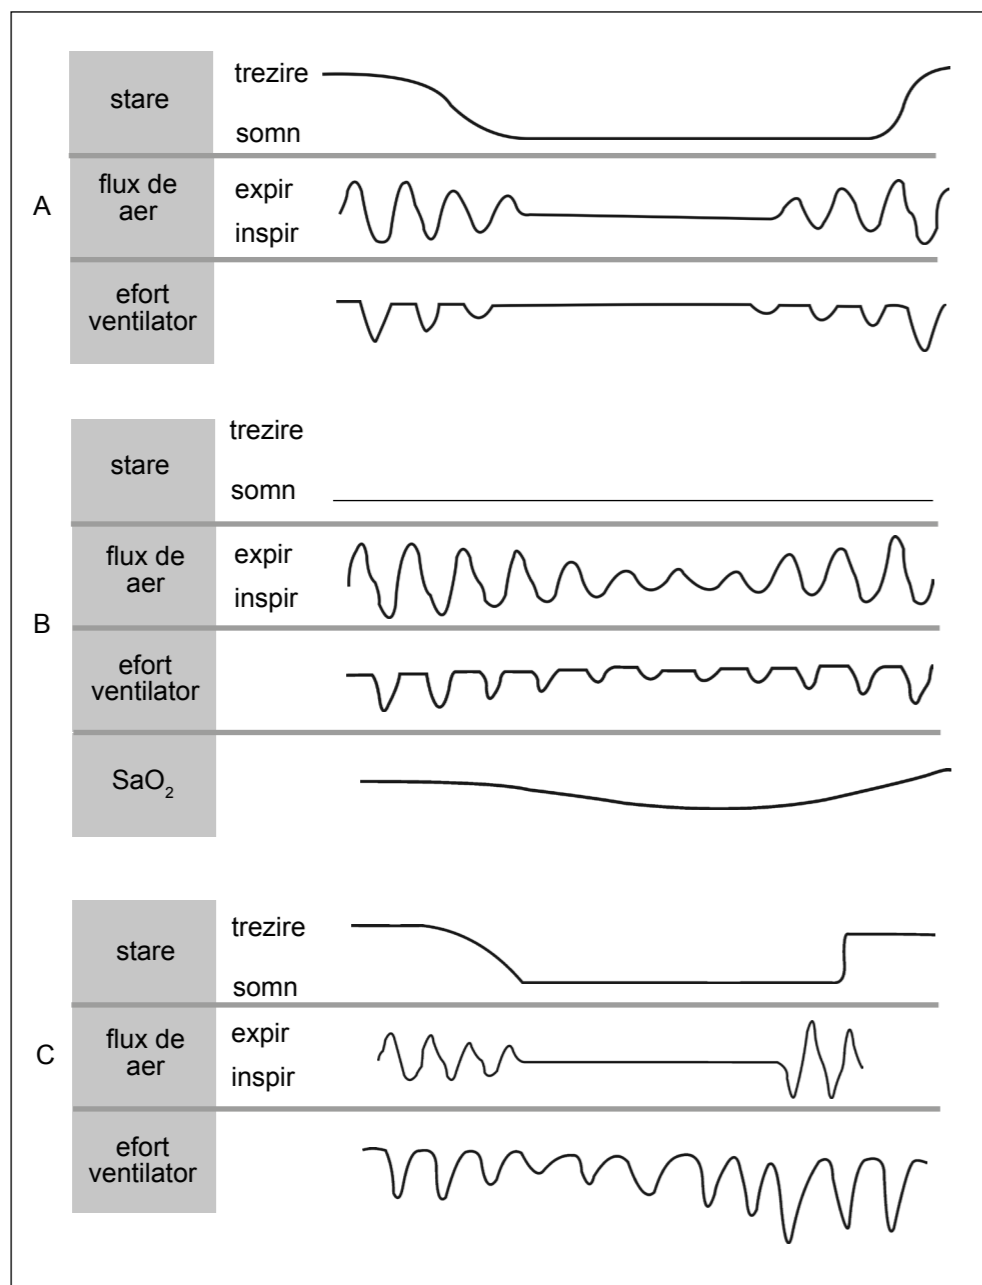 A
stare
trezire
somn
flux de
aer
expir
inspir
efort
ventilator
B
stare
trezire
somn
flux de
aer
expir
inspir
efort
ventilator
SaO₂
C
stare
trezire
somn
flux de
aer
expir
inspir
efort
ventilator